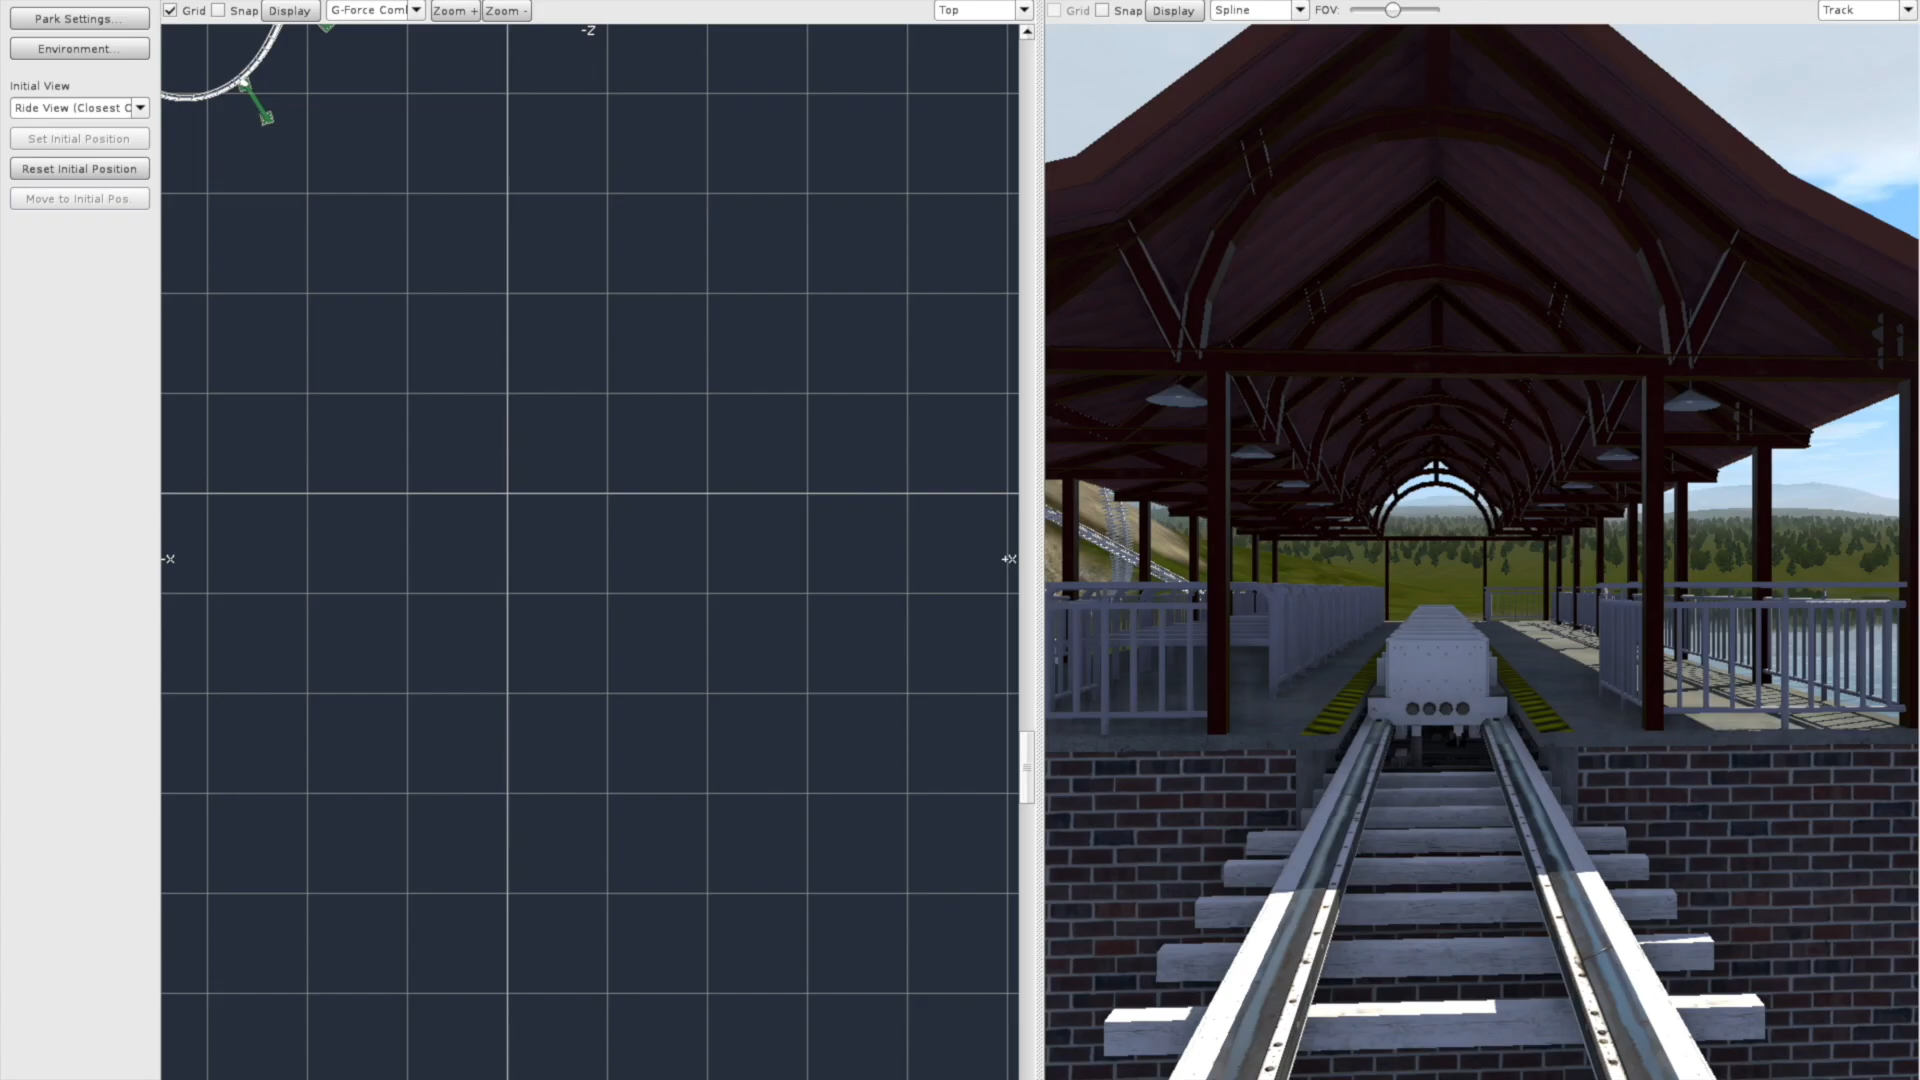 Park Settings...
Environment...
Initial View
Ride View (Closest C
Set Initial Position
Reset Initial Position
Move to Initial Pos.
Grid Snap Display G-Force Coml Zoom + Zoom - Top
-Z
-X
+X
Grid Snap Display Spline FOV: Track